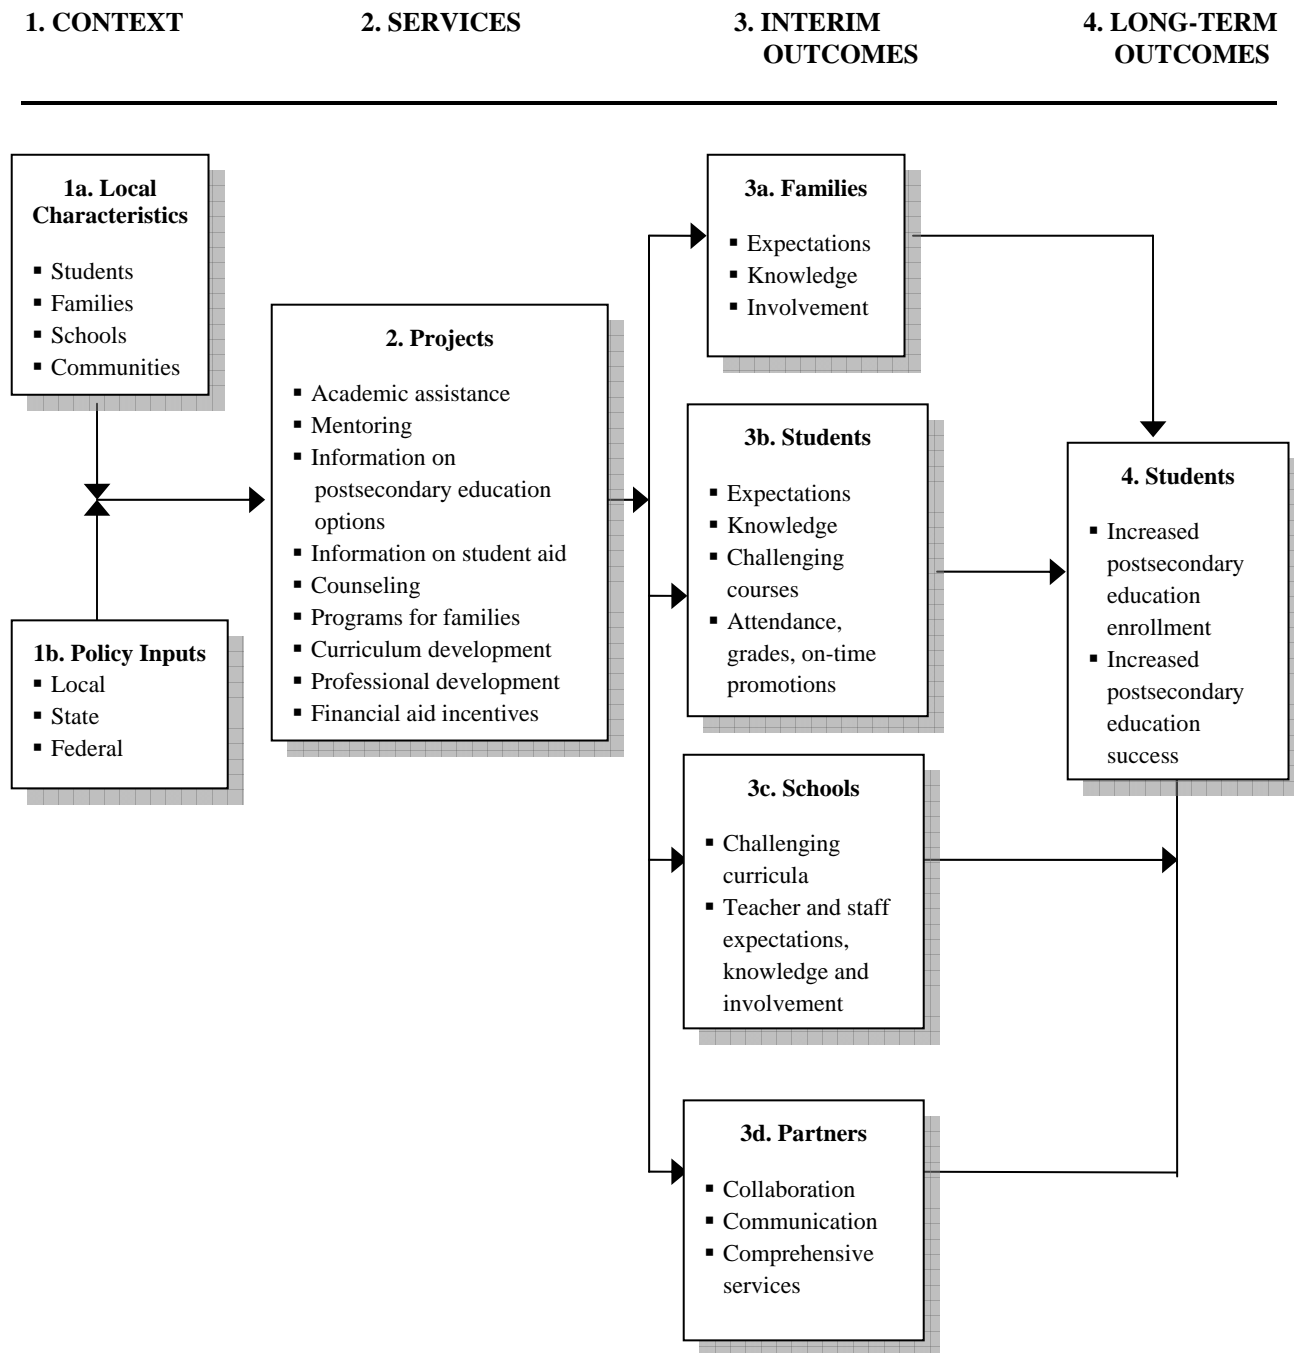 1. CONTEXT
2. SERVICES
3. INTERIM
OUTCOMES
4. LONG-TERM
OUTCOMES
1a. Local
Characteristics
▪ Students
▪ Families
▪ Schools
▪ Communities
1b. Policy Inputs
▪ Local
▪ State
▪ Federal
2. Projects
▪ Academic assistance
▪ Mentoring
▪ Information on
postsecondary education
options
▪ Information on student aid
▪ Counseling
▪ Programs for families
▪ Curriculum development
▪ Professional development
▪ Financial aid incentives
3a. Families
▪ Expectations
▪ Knowledge
▪ Involvement
3b. Students
▪ Expectations
▪ Knowledge
▪ Challenging
courses
▪ Attendance,
grades, on-time
promotions
3c. Schools
▪ Challenging
curricula
▪ Teacher and staff
expectations,
knowledge and
involvement
3d. Partners
▪ Collaboration
▪ Communication
▪ Comprehensive
services
4. Students
▪ Increased
postsecondary
education
enrollment
▪ Increased
postsecondary
education
success